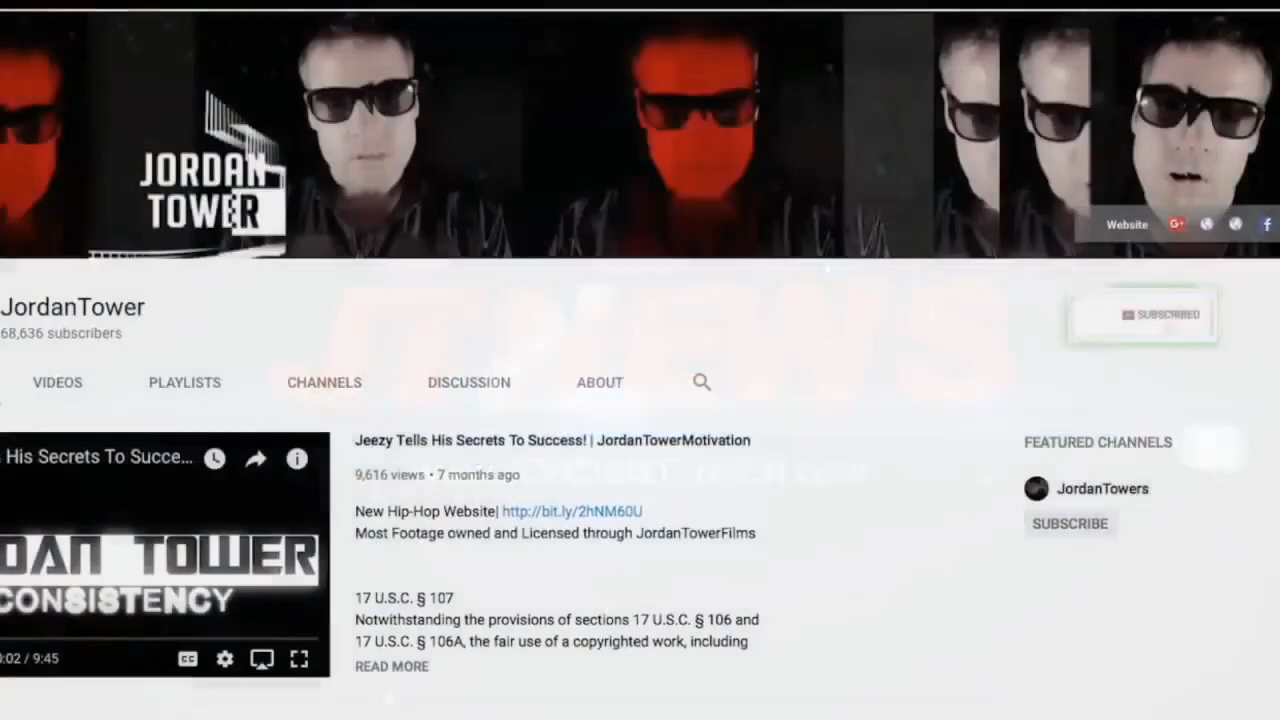 JORDAN
TOWER
Website
JordanTower
68,636 subscribers
SUBSCRIBED
VIDEOS
PLAYLISTS
CHANNELS
DISCUSSION
ABOUT
His Secrets To Succe...
DAN TOWER
CONSISTENCY
0:02 / 9:45
Jeezy Tells His Secrets To Success! | JordanTowerMotivation
9,616 views • 7 months ago
New Hip-Hop Website| http://bit.ly/2hNM60U
Most Footage owned and Licensed through JordanTowerFilms
17 U.S.C. § 107
Notwithstanding the provisions of sections 17 U.S.C. § 106 and
17 U.S.C. § 106A, the fair use of a copyrighted work, including
READ MORE
FEATURED CHANNELS
JordanTowers
SUBSCRIBE